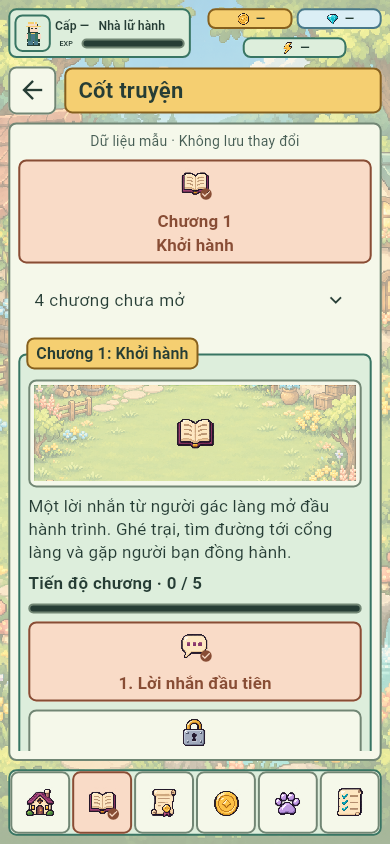 Cấp — Nhà lữ hành
EXP
—
—
—
Cốt truyện
Dữ liệu mẫu · Không lưu thay đổi
Chương 1
Khởi hành
4 chương chưa mở
Chương 1: Khởi hành
Một lời nhắn từ người gác làng mở đầu
hành trình. Ghé trại, tìm đường tới cổng
làng và gặp người bạn đồng hành.
Tiến độ chương · 0 / 5
1. Lời nhắn đầu tiên